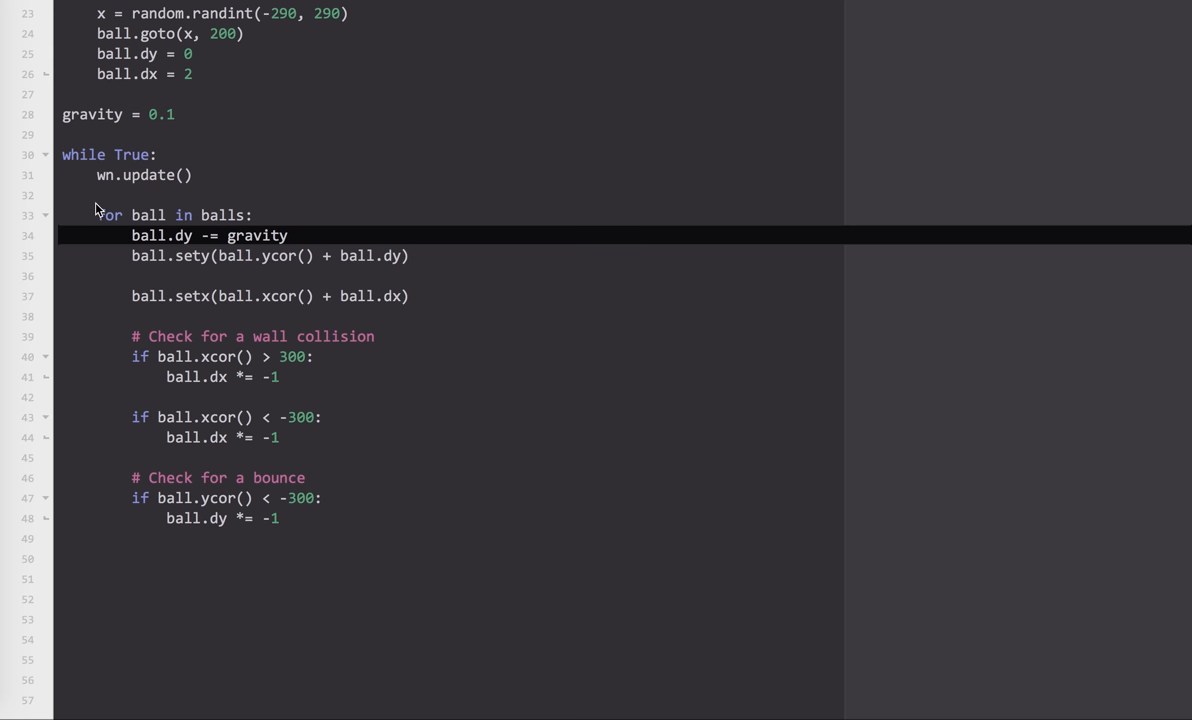 23 x = random.randint(-290, 290)
24 ball.goto(x, 200)
25 ball.dy = 0
26 ball.dx = 2
27
28 gravity = 0.1
29
30 while True:
31 wn.update()
32
33 for ball in balls:
34 ball.dy -= gravity
35 ball.sety(ball.ycor() + ball.dy)
36
37 ball.setx(ball.xcor() + ball.dx)
38
39 # Check for a wall collision
40 if ball.xcor() > 300:
41 ball.dx *= -1
42
43 if ball.xcor() < -300:
44 ball.dx *= -1
45
46 # Check for a bounce
47 if ball.ycor() < -300:
48 ball.dy *= -1
49
50
51
52
53
54
55
56
57